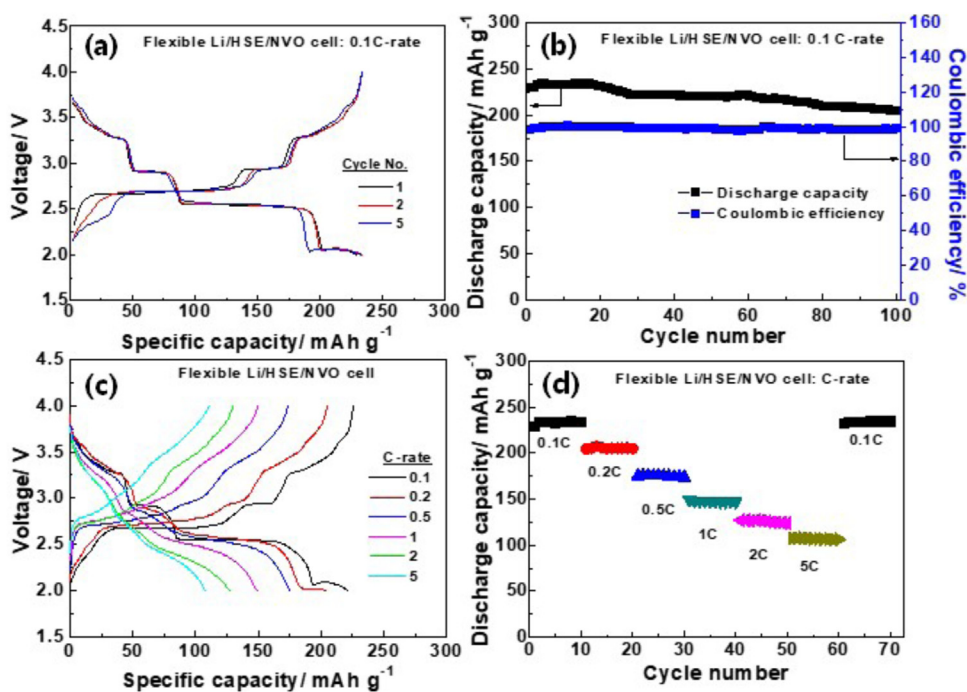 (a)
Flexible Li/HSE/NVO cell: 0.1C-rate
Voltage/ V
4.5
4.0
3.5
3.0
2.5
2.0
1.5
Cycle No.
1
2
5
0 50 100 150 200 250
Specific capacity/ mAh g-1
(b)
Flexible Li/HSE/NVO cell: 0.1 C-rate
Discharge capacity/ mAh g-1
300
250
200
150
100
50
0
Discharge capacity
Coulombic efficiency
160
140
120
100
80
60
40
20
0
Coulombic efficiency/ %
0 20 40 60 80 100
Cycle number
(c)
Flexible Li/HSE/NVO cell
Voltage/ V
4.5
4.0
3.5
3.0
2.5
2.0
1.5
C-rate
0.1
0.2
0.5
1
2
5
0 50 100 150 200 250 300
Specific capacity/ mAh g-1
(d)
Flexible Li/HSE/NVO cell: C-rate
Discharge capacity/ mAh g-1
300
250
200
150
100
50
0
0.1C
0.2C
0.5C
1C
2C
5C
0.1C
0 10 20 30 40 50 60 70
Cycle number